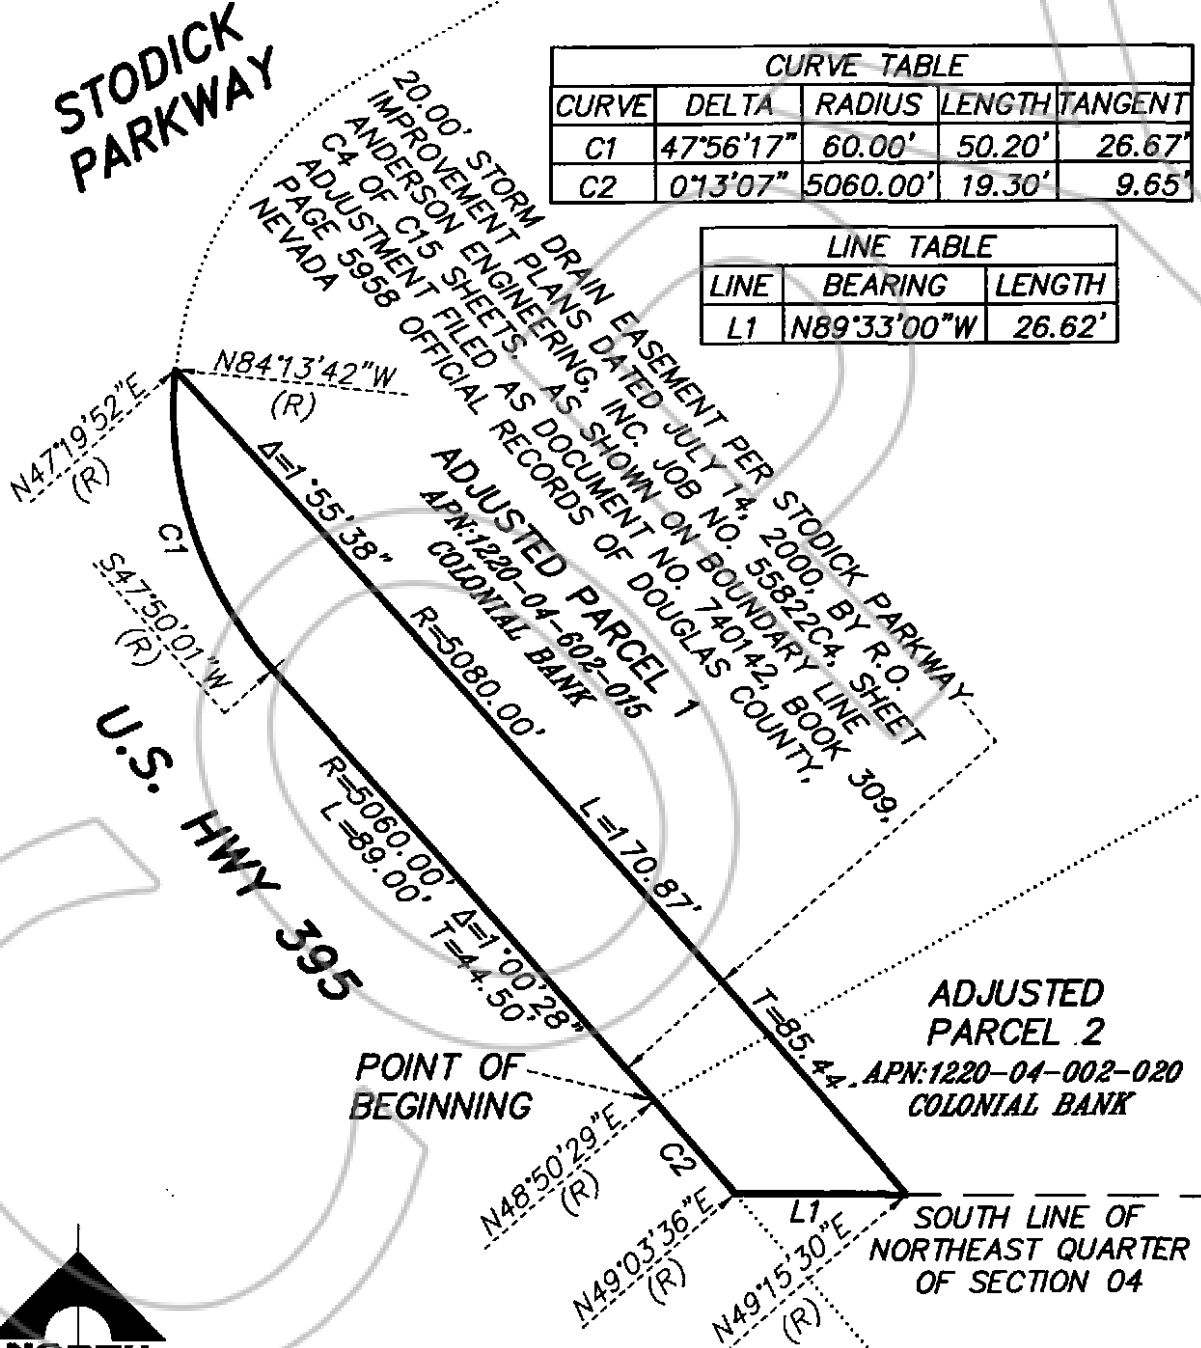 STODICK
PARKWAY
CURVE TABLE
CURVE DELTA RADIUS LENGTH TANGENT
C1 47°56'17" 60.00' 50.20' 26.67'
C2 0°13'07" 5060.00' 19.30' 9.65'
LINE TABLE
LINE BEARING LENGTH
L1 N89°33'00"W 26.62'
20.00' STORM DRAIN EASEMENT PER STODICK PARKWAY
IMPROVEMENT PLANS DATED JULY 14, 2000, BY R.O.
ANDERSON ENGINEERING, INC. JOB NO. 55822C4, SHEET
C4 OF C15 SHEETS, AS SHOWN ON BOUNDARY LINE
ADJUSTMENT FILED AS DOCUMENT NO. 740142, BOOK 309,
PAGE 5958 OFFICIAL RECORDS OF DOUGLAS COUNTY,
NEVADA
N84°13'42"W
(R)
N47°19'52"E
(R)
Δ=1°55'38"
R=5080.00'
L=170.87'
T=85.44
ADJUSTED PARCEL 1
APN:1220-04-602-015
COLONIAL BANK
C1
S47°50'01"W
(R)
U.S. HWY 395
R=5060.00' Δ=1°00'28"
L=89.00' T=44.50'
POINT OF
BEGINNING
ADJUSTED
PARCEL 2
APN:1220-04-002-020
COLONIAL BANK
N48°50'29"E
(R)
C2
N49°03'36"E
(R)
L1
N49°15'30"E
(R)
SOUTH LINE OF
NORTHEAST QUARTER
OF SECTION 04
NORTH